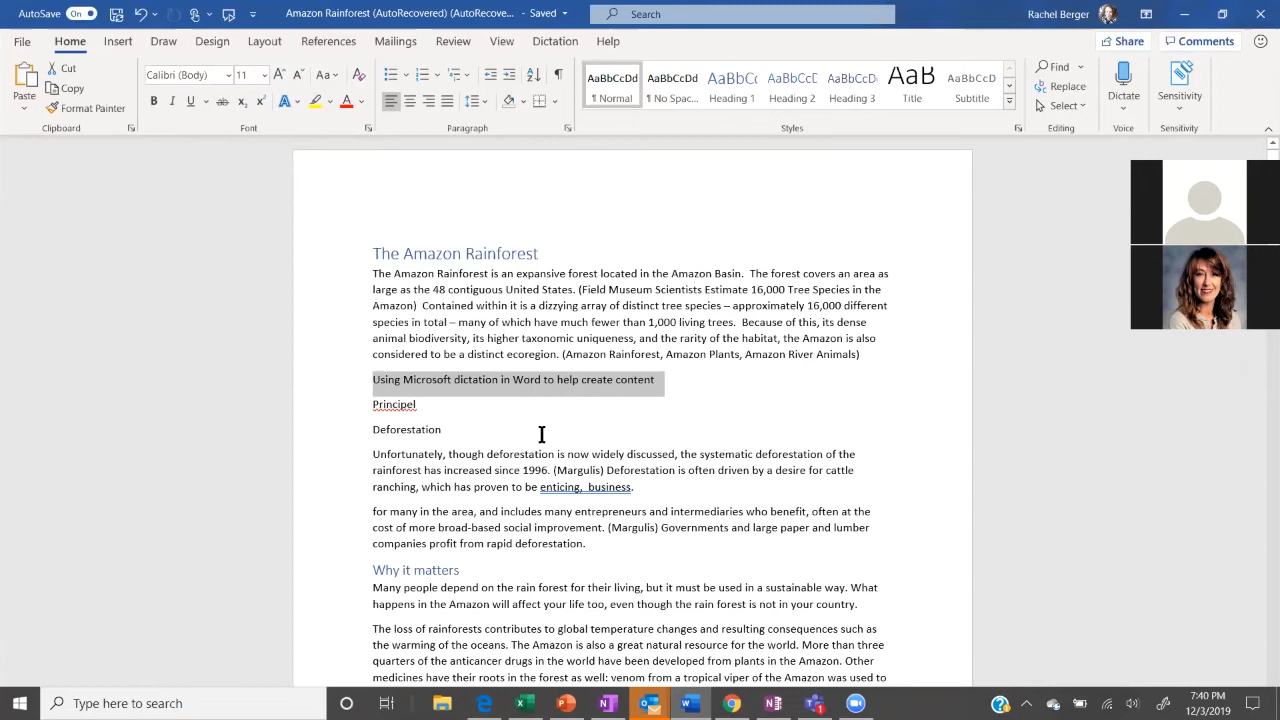 AutoSave On Amazon Rainforest (AutoRecovered) (AutoRecove... - Saved Search Rachel Berger
File Home Insert Draw Design Layout References Mailings Review View Dictation Help Share Comments
Paste Cut Copy Format Painter
Calibri (Body) 11
AaBbCcDd AaBbCcDd AaBbCc AaBbCcD AaBbCcD AaB AaBbCcD
¶ Normal ¶ No Spac... Heading 1 Heading 2 Heading 3 Title Subtitle
Find Replace Select
Dictate Sensitivity
Clipboard Font Paragraph Styles Editing Voice Sensitivity
The Amazon Rainforest
The Amazon Rainforest is an expansive forest located in the Amazon Basin. The forest covers an area as
large as the 48 contiguous United States. (Field Museum Scientists Estimate 16,000 Tree Species in the
Amazon) Contained within it is a dizzying array of distinct tree species – approximately 16,000 different
species in total – many of which have much fewer than 1,000 living trees. Because of this, its dense
animal biodiversity, its higher taxonomic uniqueness, and the rarity of the habitat, the Amazon is also
considered to be a distinct ecoregion. (Amazon Rainforest, Amazon Plants, Amazon River Animals)
Using Microsoft dictation in Word to help create content
Principel
Deforestation
Unfortunately, though deforestation is now widely discussed, the systematic deforestation of the
rainforest has increased since 1996. (Margulis) Deforestation is often driven by a desire for cattle
ranching, which has proven to be enticing, business.
for many in the area, and includes many entrepreneurs and intermediaries who benefit, often at the
cost of more broad-based social improvement. (Margulis) Governments and large paper and lumber
companies profit from rapid deforestation.
Why it matters
Many people depend on the rain forest for their living, but it must be used in a sustainable way. What
happens in the Amazon will affect your life too, even though the rain forest is not in your country.
The loss of rainforests contributes to global temperature changes and resulting consequences such as
the warming of the oceans. The Amazon is also a great natural resource for the world. More than three
quarters of the anticancer drugs in the world have been developed from plants in the Amazon. Other
medicines have their roots in the forest as well: venom from a tropical viper of the Amazon was used to
Type here to search
7:40 PM
12/3/2019